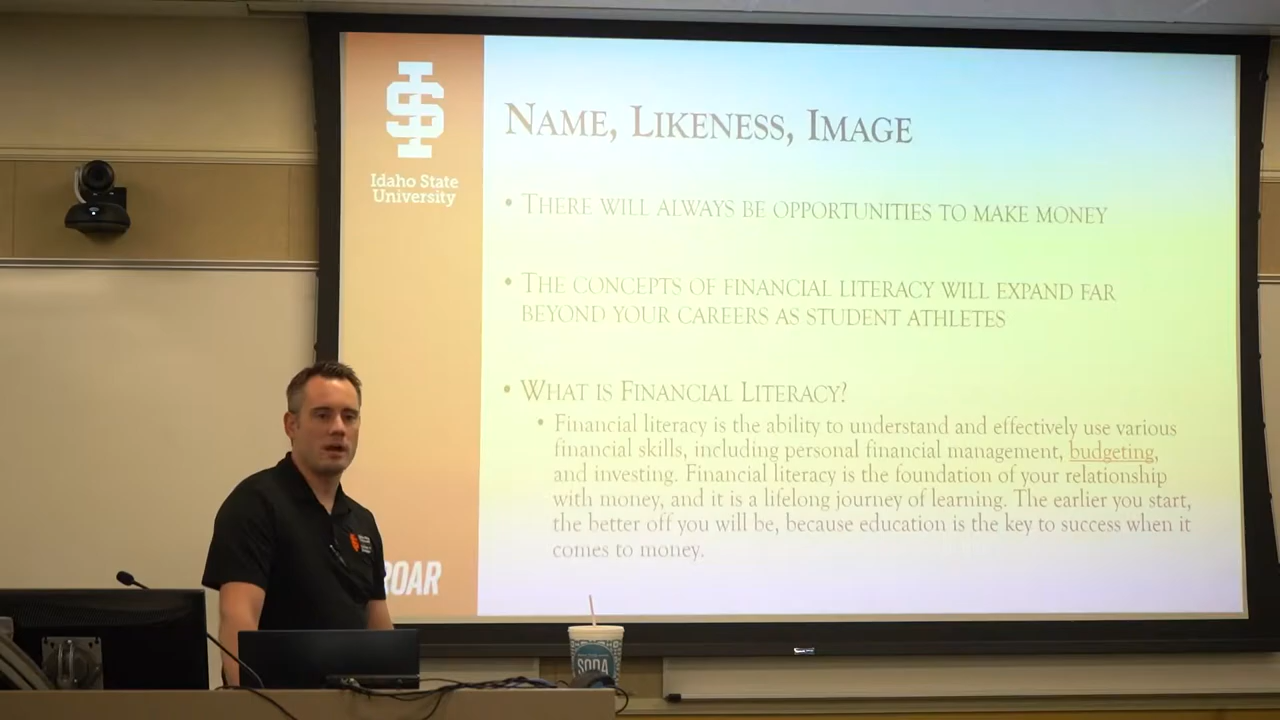 Idaho State
University
NAME, LIKENESS, IMAGE
• THERE WILL ALWAYS BE OPPORTUNITIES TO MAKE MONEY
• THE CONCEPTS OF FINANCIAL LITERACY WILL EXPAND FAR
BEYOND YOUR CAREERS AS STUDENT ATHLETES
• WHAT IS FINANCIAL LITERACY?
• Financial literacy is the ability to understand and effectively use various
financial skills, including personal financial management, budgeting,
and investing. Financial literacy is the foundation of your relationship
with money, and it is a lifelong journey of learning. The earlier you start,
the better off you will be, because education is the key to success when it
comes to money.
ROAR
SODA